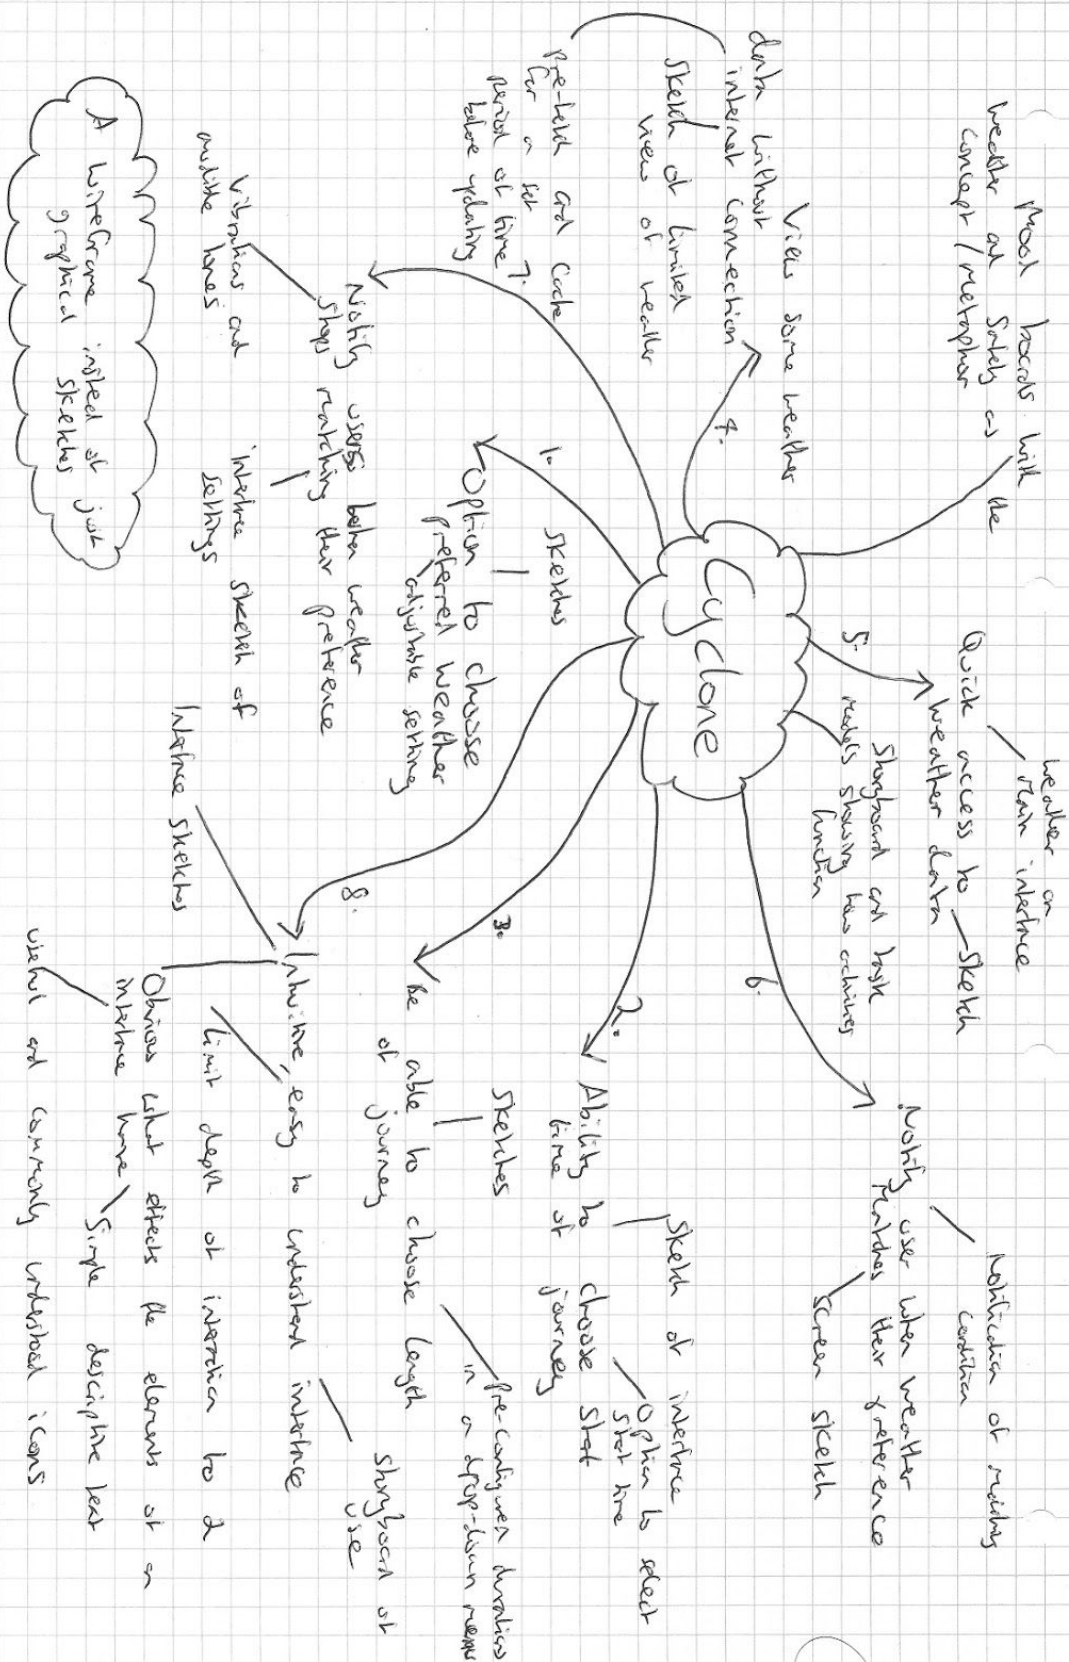 Mood boards with
weather and safety as the
concept / metaphor
weather on
main interface
Quick access to
weather data
Sketch
5.
Storyboard and task
models showing how activities
function
Notification of matching
condition
Notify user when weather
matches their preference
screen sketch
6.
View some weather
data without
internet connection
4.
Sketch of limited
view of weather
Pre-held and cache
for a set
period of time
before updating
Cyclone
Sketch of interface
Option to select
start time
2.
Ability to choose start
time of journey
7.
Notify users when weather
stops matching their preference
Vibrations and
audible tones
interface sketch of
settings
1.
Sketches
Option to choose
preferred weather
adjustable setting
3.
Sketches
Be able to choose length
of journey
Pre-configured durations
in a drop-down menu
8.
Intuitive, easy to understand interface
Storyboard of
use
Interface sketches
limit depth of interaction to 2
Obvious what effects the elements of an
interface have
Simple descriptive text
useful and commonly understood icons
A wireframe insted of just
graphical sketches